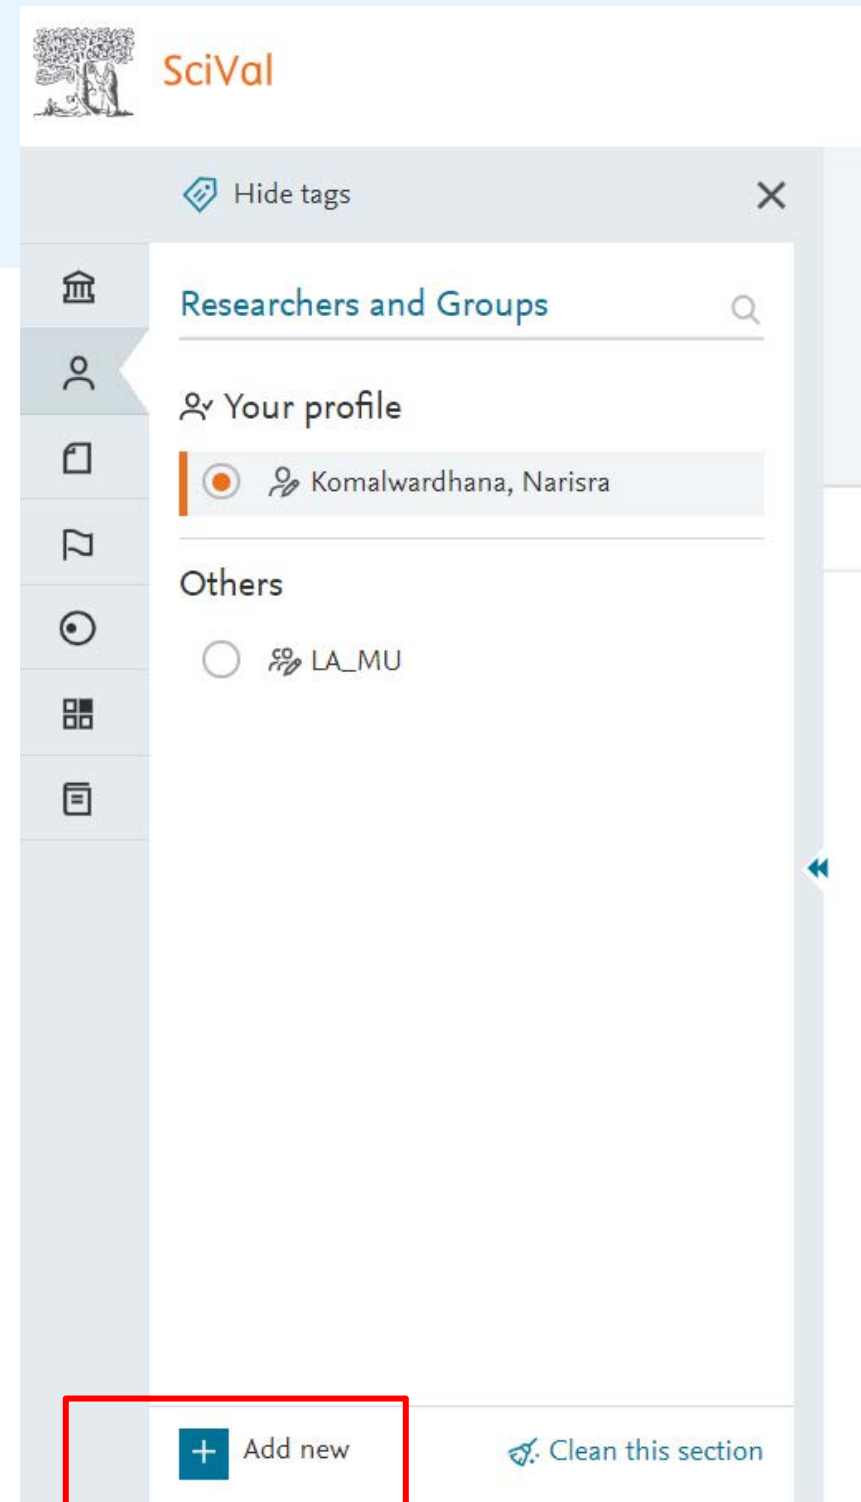 SciVal
Hide tags
Researchers and Groups
Your profile
Komalwardhana, Narisra
Others
LA_MU
Add new
Clean this section